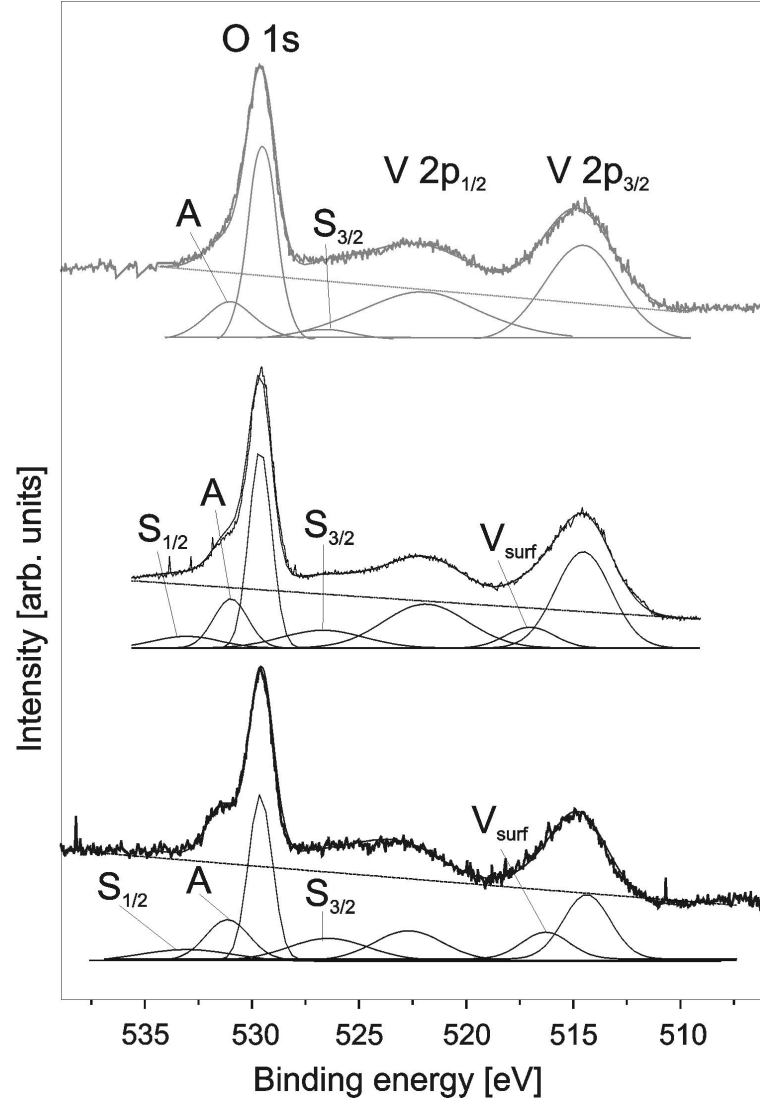 O 1s
V 2p1/2
V 2p3/2
A
S3/2
A
S1/2
S3/2
Vsurf
Vsurf
S1/2
A
S3/2
Intensity [arb. units]
535 530 525 520 515 510
Binding energy [eV]